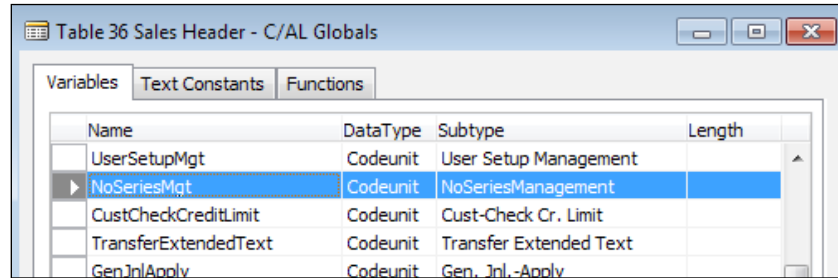 Table 36 Sales Header - C/AL Globals
Variables Text Constants Functions
Name DataType Subtype Length
UserSetupMgt Codeunit User Setup Management
NoSeriesMgt Codeunit NoSeriesManagement
CustCheckCreditLimit Codeunit Cust-Check Cr. Limit
TransferExtendedText Codeunit Transfer Extended Text
GenJnlApply Codeunit Gen. Jnl.-Apply